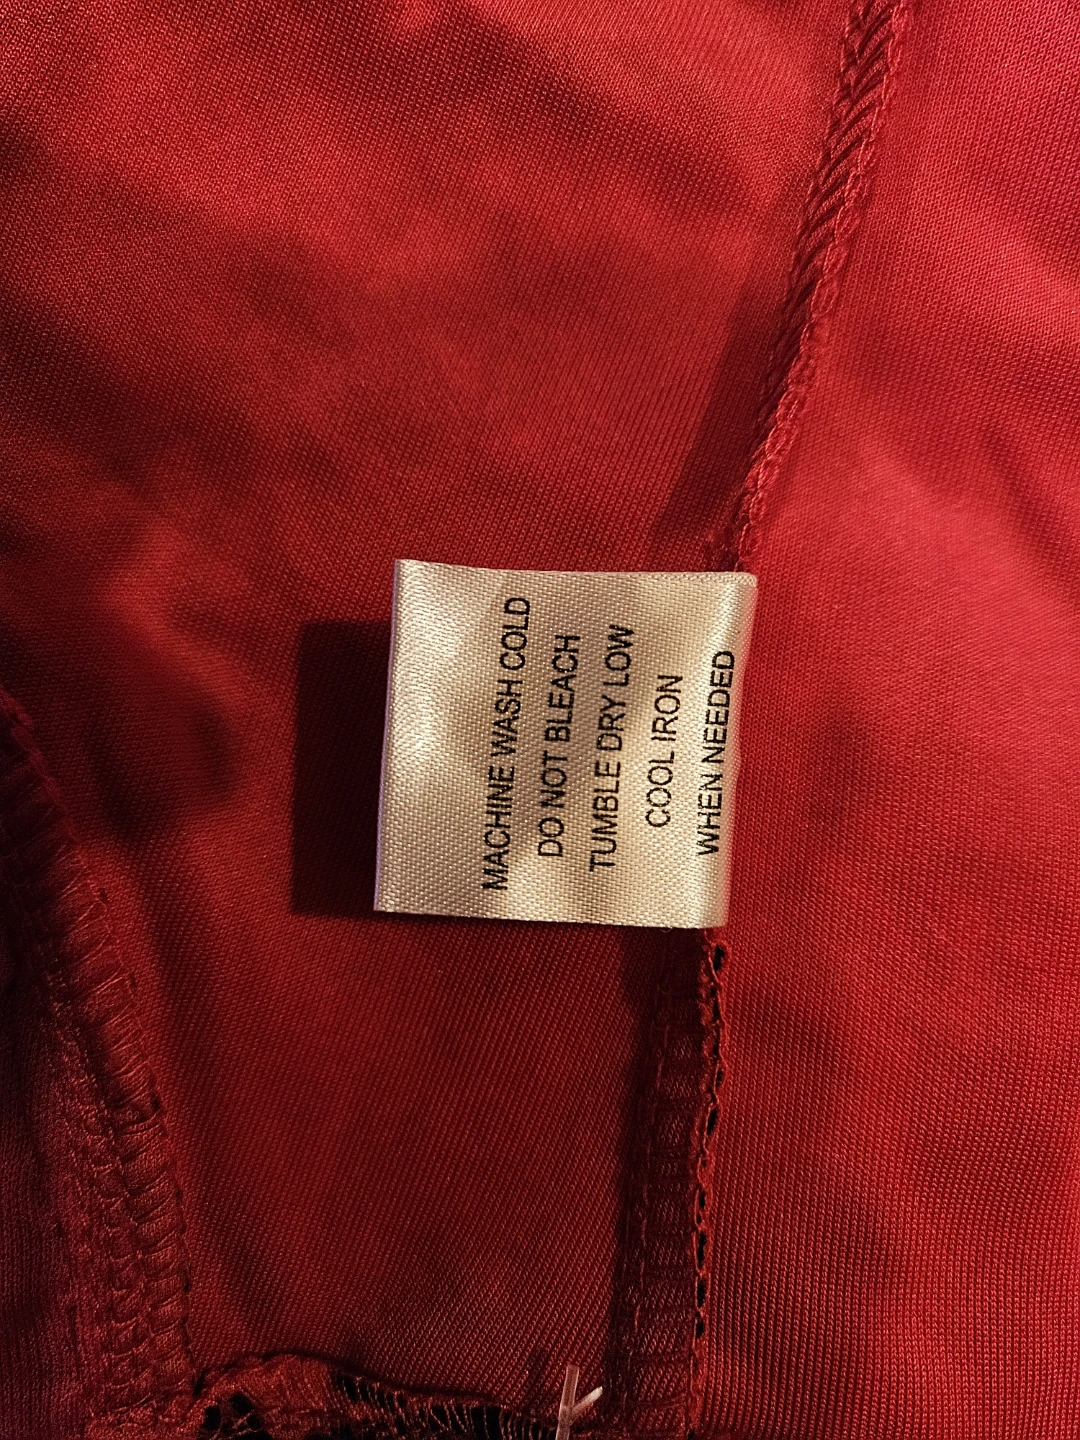 MACHINE WASH COLD
DO NOT BLEACH
TUMBLE DRY LOW
COOL IRON
WHEN NEEDED